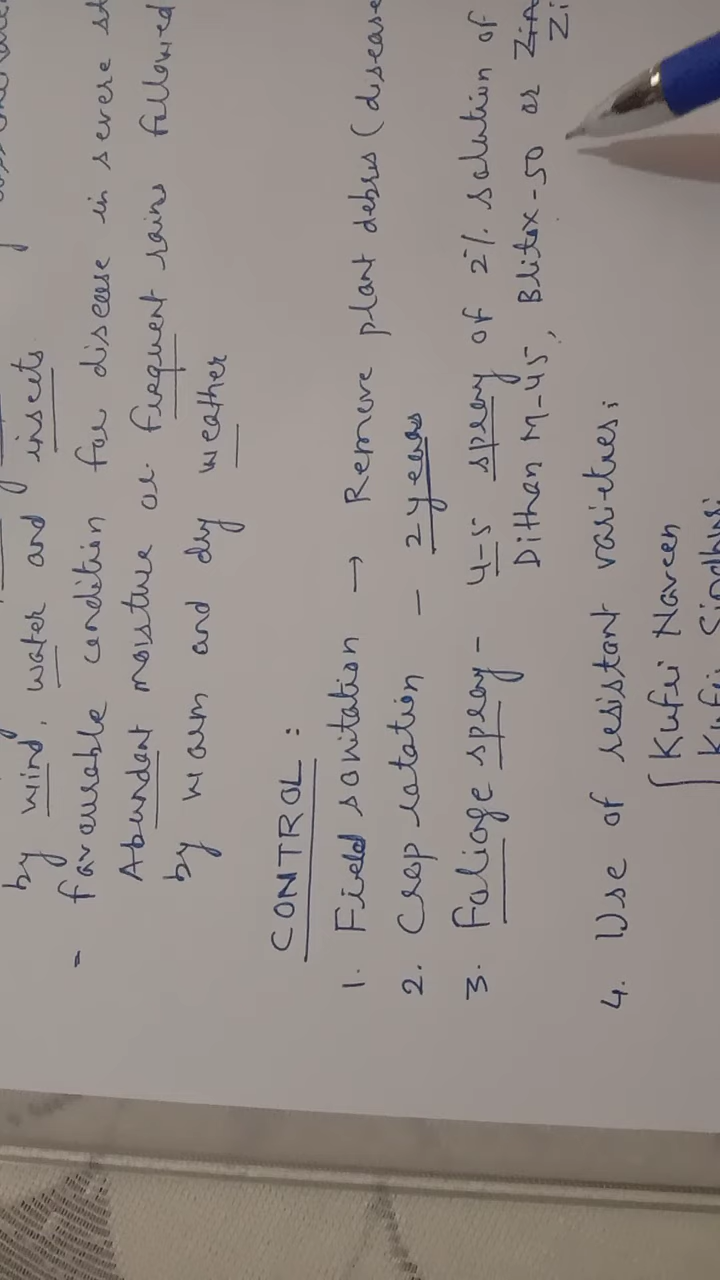 by wind, water and insects.
- favourable condition for disease in severe
Abundant moisture or frequent rains followed
by warm and dry weather
CONTROL :
1. Field sanitation → Remove plant debris (disease
2. Crop rotation - 2 years
3. Foliage spray - 4-5 spray of 2% solution of
Dithan M-45, Blitox-50 or
4. Use of resistant varieties:
Kufri Naveen
Kufri Sindhuri